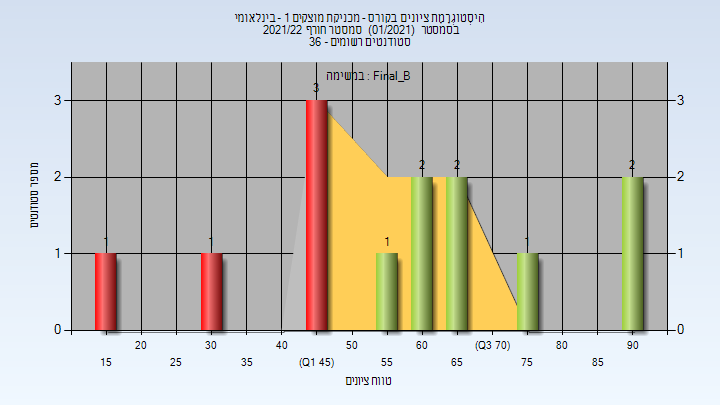 היסטוגרמת ציונים בקורס - מכניקת מוצקים 1 - בינלאומי
בסמסטר (01/2021) סמסטר חורף 2021/22
סטודנטים רשומים - 36
במשימה : Final_B
מספר סטודנטים
3 3
2 2
1 1
0 0
1 1 3 1 2 2 1 2
20 30 40 50 60 (Q3 70) 80 90
15 25 35 (Q1 45) 55 65 75 85
טווח ציונים